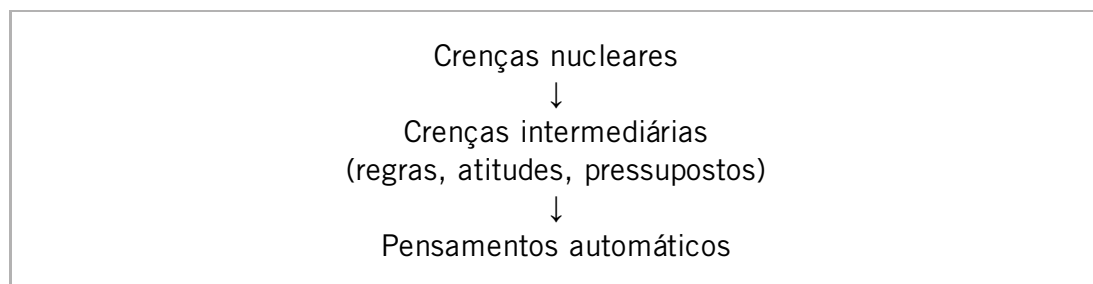 Crenças nucleares
↓
Crenças intermediárias
(regras, atitudes, pressupostos)
↓
Pensamentos automáticos